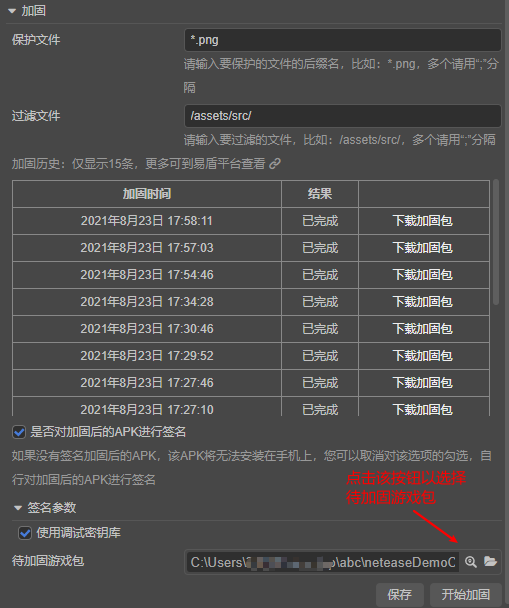 加固
保护文件 *.png
请输入要保护的文件的后缀名，比如：*.png，多个请用“;”分
隔
过滤文件 /assets/src/
请输入要过滤的文件，比如：/assets/src/，多个请用“;”分隔
加固历史：仅显示15条，更多可到易盾平台查看
加固时间 结果
2021年8月23日 17:58:11 已完成 下载加固包
2021年8月23日 17:57:03 已完成 下载加固包
2021年8月23日 17:54:46 已完成 下载加固包
2021年8月23日 17:34:28 已完成 下载加固包
2021年8月23日 17:30:46 已完成 下载加固包
2021年8月23日 17:29:52 已完成 下载加固包
2021年8月23日 17:27:46 已完成 下载加固包
2021年8月23日 17:27:10 已完成 下载加固包
是否对加固后的APK进行签名
如果没有签名加固后的APK，该APK将无法安装在手机上，您可以取消对该选项的勾选，自
行对加固后的APK进行签名
点击该按钮以选择
待加固游戏包
签名参数
使用调试密钥库
待加固游戏包 C:\Users\ p\abc\neteaseDemoC
保存 开始加固